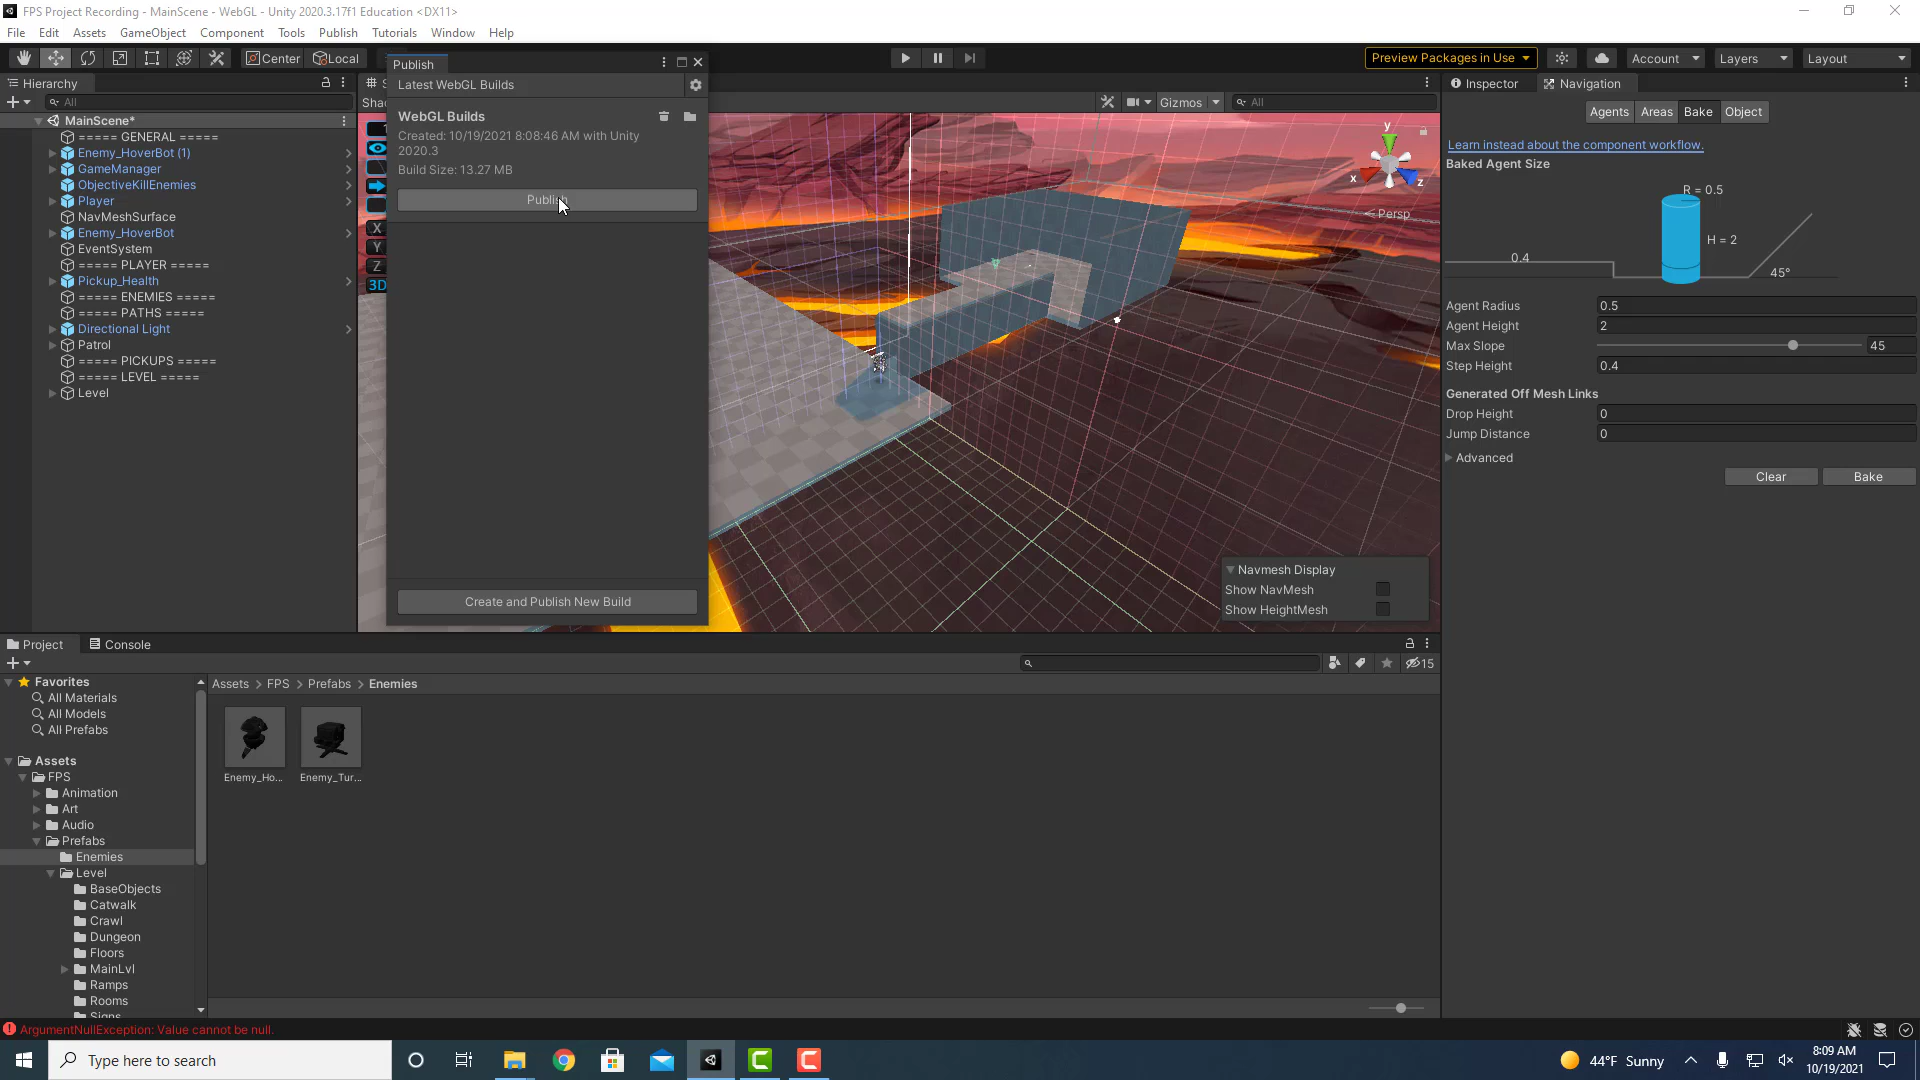 FPS Project Recording - MainScene - WebGL - Unity 2020.3.17f1 Education <DX11>
File Edit Assets GameObject Component Tools Publish Tutorials Window Help
Center Local Preview Packages in Use Account Layers Layout
Hierarchy
All
MainScene*
===== GENERAL =====
Enemy_HoverBot (1)
GameManager
ObjectiveKillEnemies
Player
NavMeshSurface
Enemy_HoverBot
EventSystem
===== PLAYER =====
Pickup_Health
===== ENEMIES =====
===== PATHS =====
Directional Light
Patrol
===== PICKUPS =====
===== LEVEL =====
Level
Publish
Latest WebGL Builds
WebGL Builds
Created: 10/19/2021 8:08:46 AM with Unity
2020.3
Build Size: 13.27 MB
Publish
Create and Publish New Build
X
Y
Z
3D
Gizmos All
y
x
z
Persp
Navmesh Display
Show NavMesh
Show HeightMesh
Inspector Navigation
Agents Areas Bake Object
Learn instead about the component workflow.
Baked Agent Size
R = 0.5
H = 2
0.4
45°
Agent Radius 0.5
Agent Height 2
Max Slope 45
Step Height 0.4
Generated Off Mesh Links
Drop Height 0
Jump Distance 0
Advanced
Clear Bake
Project Console
15
Favorites
All Materials
All Models
All Prefabs
Assets
FPS
Animation
Art
Audio
Prefabs
Enemies
Level
BaseObjects
Catwalk
Crawl
Dungeon
Floors
MainLvl
Ramps
Rooms
Signs
Assets > FPS > Prefabs > Enemies
Enemy_Ho... Enemy_Tur...
ArgumentNullException: Value cannot be null.
Type here to search
44°F Sunny
8:09 AM
10/19/2021